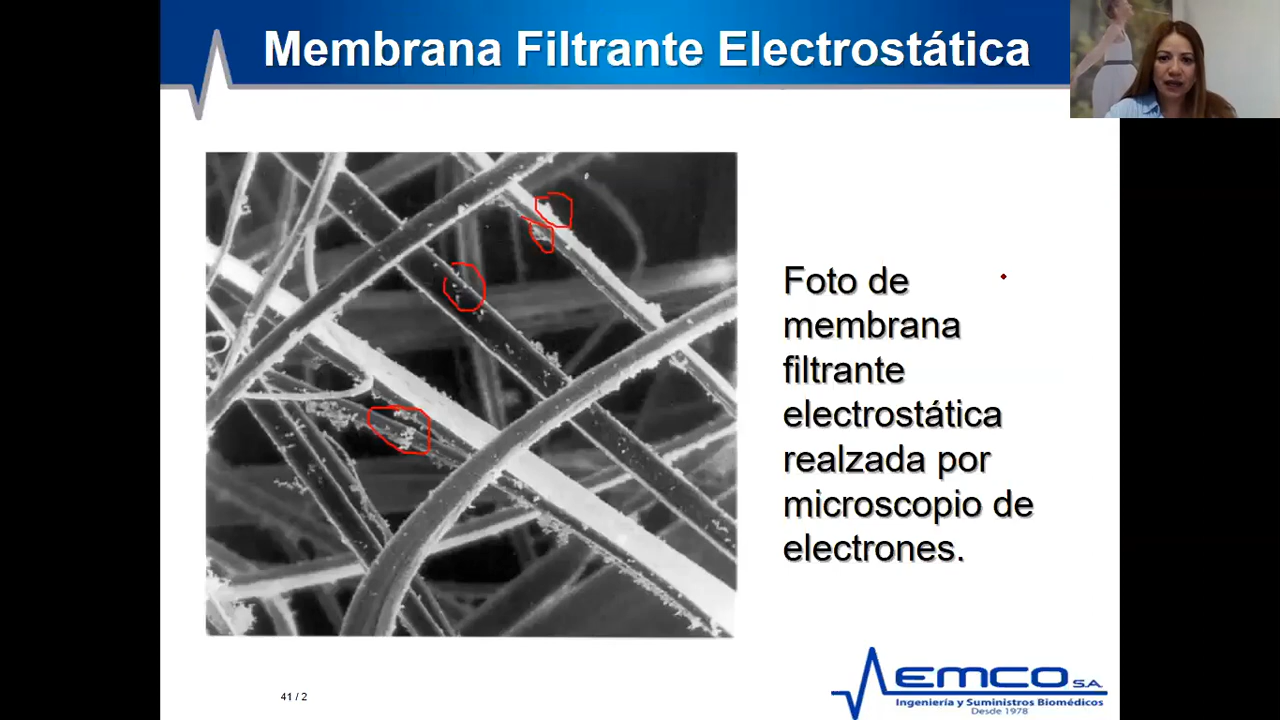 Membrana Filtrante Electrostática
Foto de
membrana
filtrante
electrostática
realzada por
microscopio de
electrones.
41 / 2
EMCO S.A.
Ingeniería y Suministros Biomédicos
Desde 1978